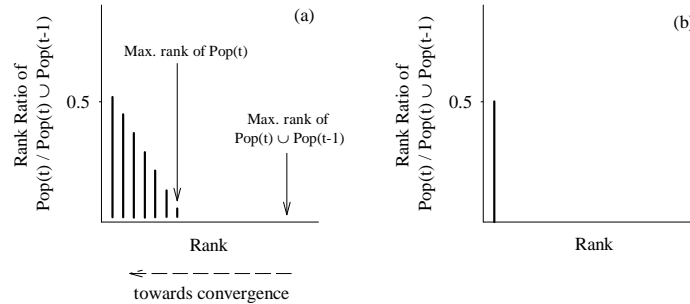 (a)
Rank Ratio of
Pop(t) / Pop(t) ∪ Pop(t-1)
0.5
Max. rank of Pop(t)
Max. rank of
Pop(t) ∪ Pop(t-1)
Rank
towards convergence
(b)
Rank Ratio of
Pop(t) / Pop(t) ∪ Pop(t-1)
0.5
Rank